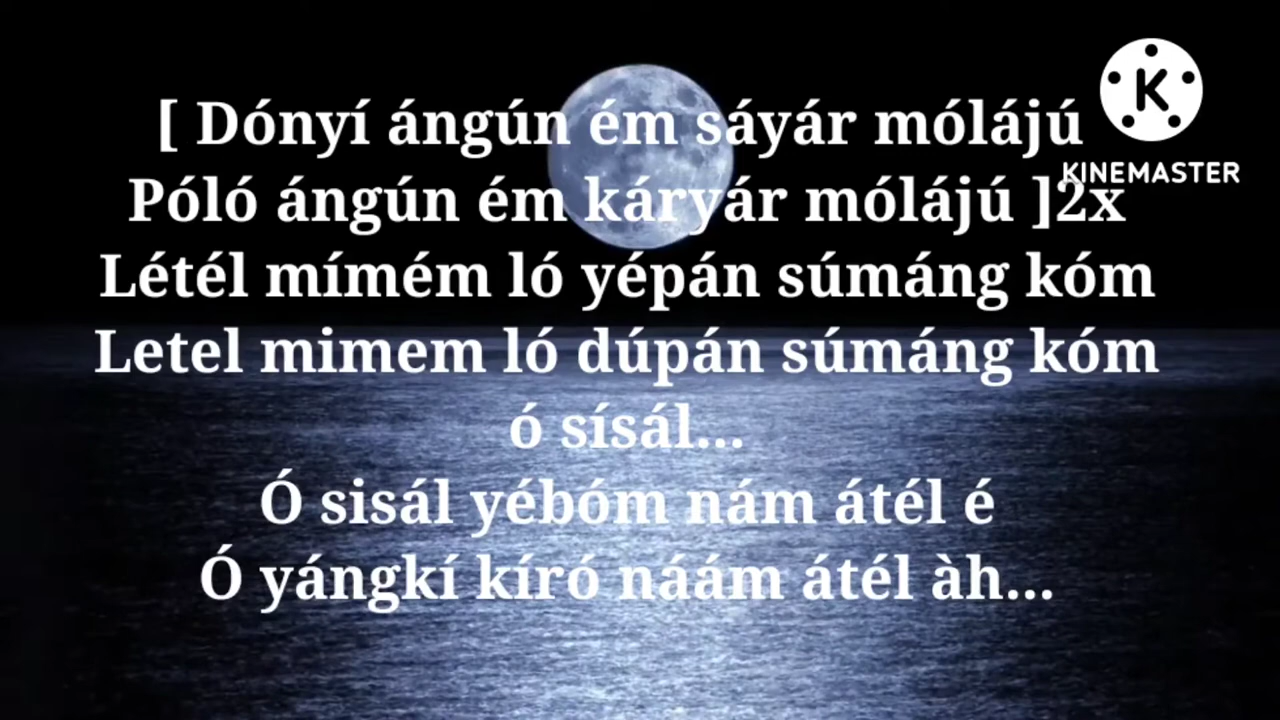 [ Dónyí ángún ém sáyár mólájú
Póló ángún ém káryár mólájú ]2x
Létél mímém ló yépán súmáng kóm
Letel mimem ló dúpán súmáng kóm
ó sísál...
Ó sisál yébóm nám átél é
Ó yángkí kíró náám átél àh...
K
KINEMASTER